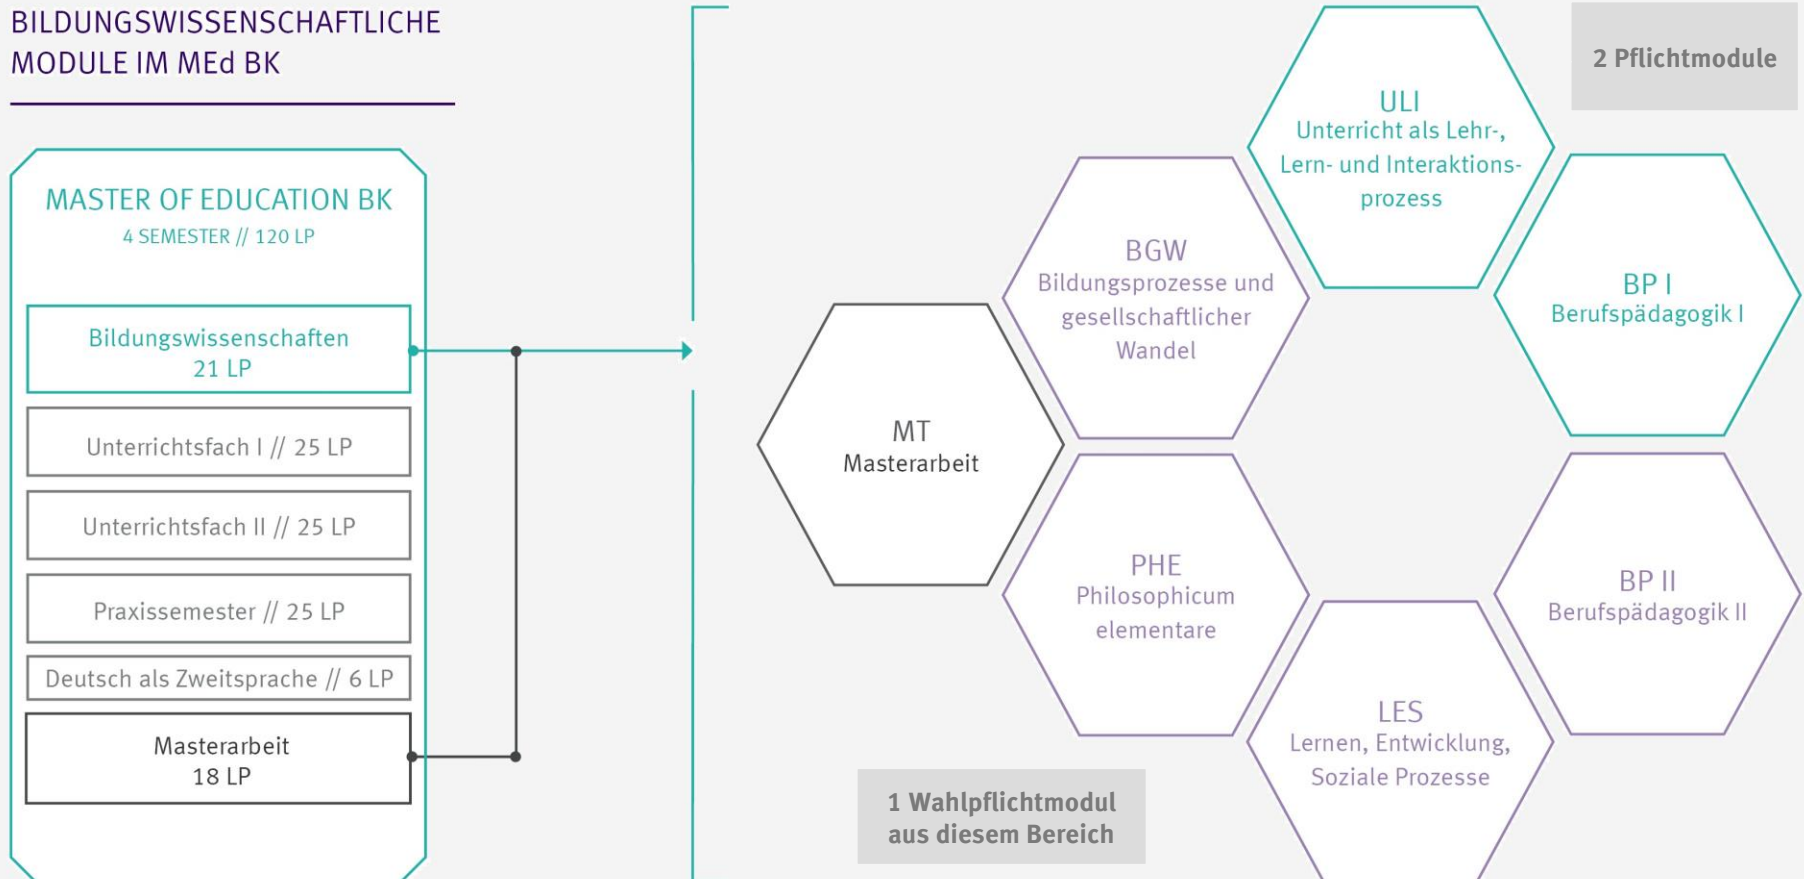 BILDUNGSWISSENSCHAFTLICHE
MODULE IM MEd BK
MASTER OF EDUCATION BK
4 SEMESTER // 120 LP
Bildungswissenschaften
21 LP
Unterrichtsfach I // 25 LP
Unterrichtsfach II // 25 LP
Praxissemester // 25 LP
Deutsch als Zweitsprache // 6 LP
Masterarbeit
18 LP
2 Pflichtmodule
ULI
Unterricht als Lehr-,
Lern- und Interaktions-
prozess
BP I
Berufspädagogik I
BGW
Bildungsprozesse und
gesellschaftlicher
Wandel
MT
Masterarbeit
PHE
Philosophicum
elementare
BP II
Berufspädagogik II
LES
Lernen, Entwicklung,
Soziale Prozesse
1 Wahlpflichtmodul
aus diesem Bereich